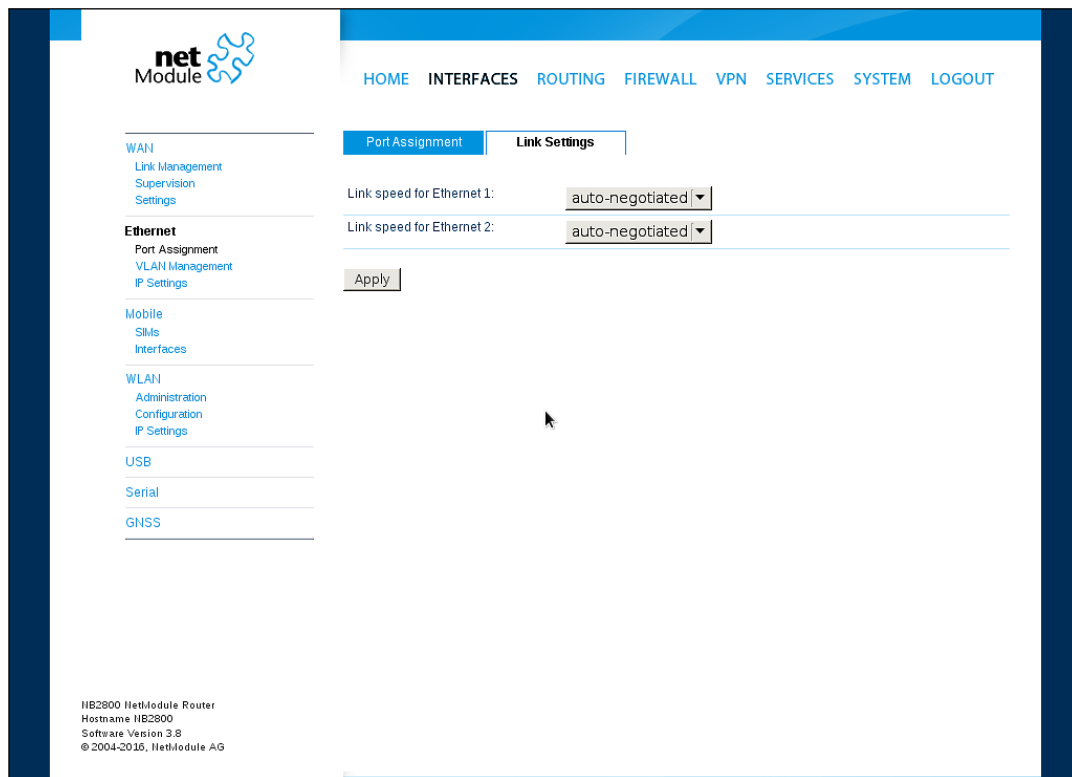 net
Module
HOME INTERFACES ROUTING FIREWALL VPN SERVICES SYSTEM LOGOUT
WAN
Link Management
Supervision
Settings
Ethernet
Port Assignment
VLAN Management
IP Settings
Mobile
SIMs
Interfaces
WLAN
Administration
Configuration
IP Settings
USB
Serial
GNSS
Port Assignment Link Settings
Link speed for Ethernet 1: auto-negotiated
Link speed for Ethernet 2: auto-negotiated
Apply
NB2800 NetModule Router
Hostname NB2800
Software Version 3.8
© 2004-2016, NetModule AG